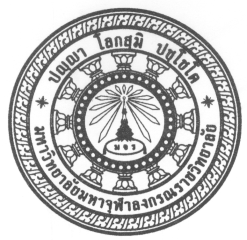 ปญฺญา โลกสฺมิ ปชฺโชโต
ม จ ร
มหาวิทยาลัยมหาจุฬาลงกรณราชวิทยาลัย